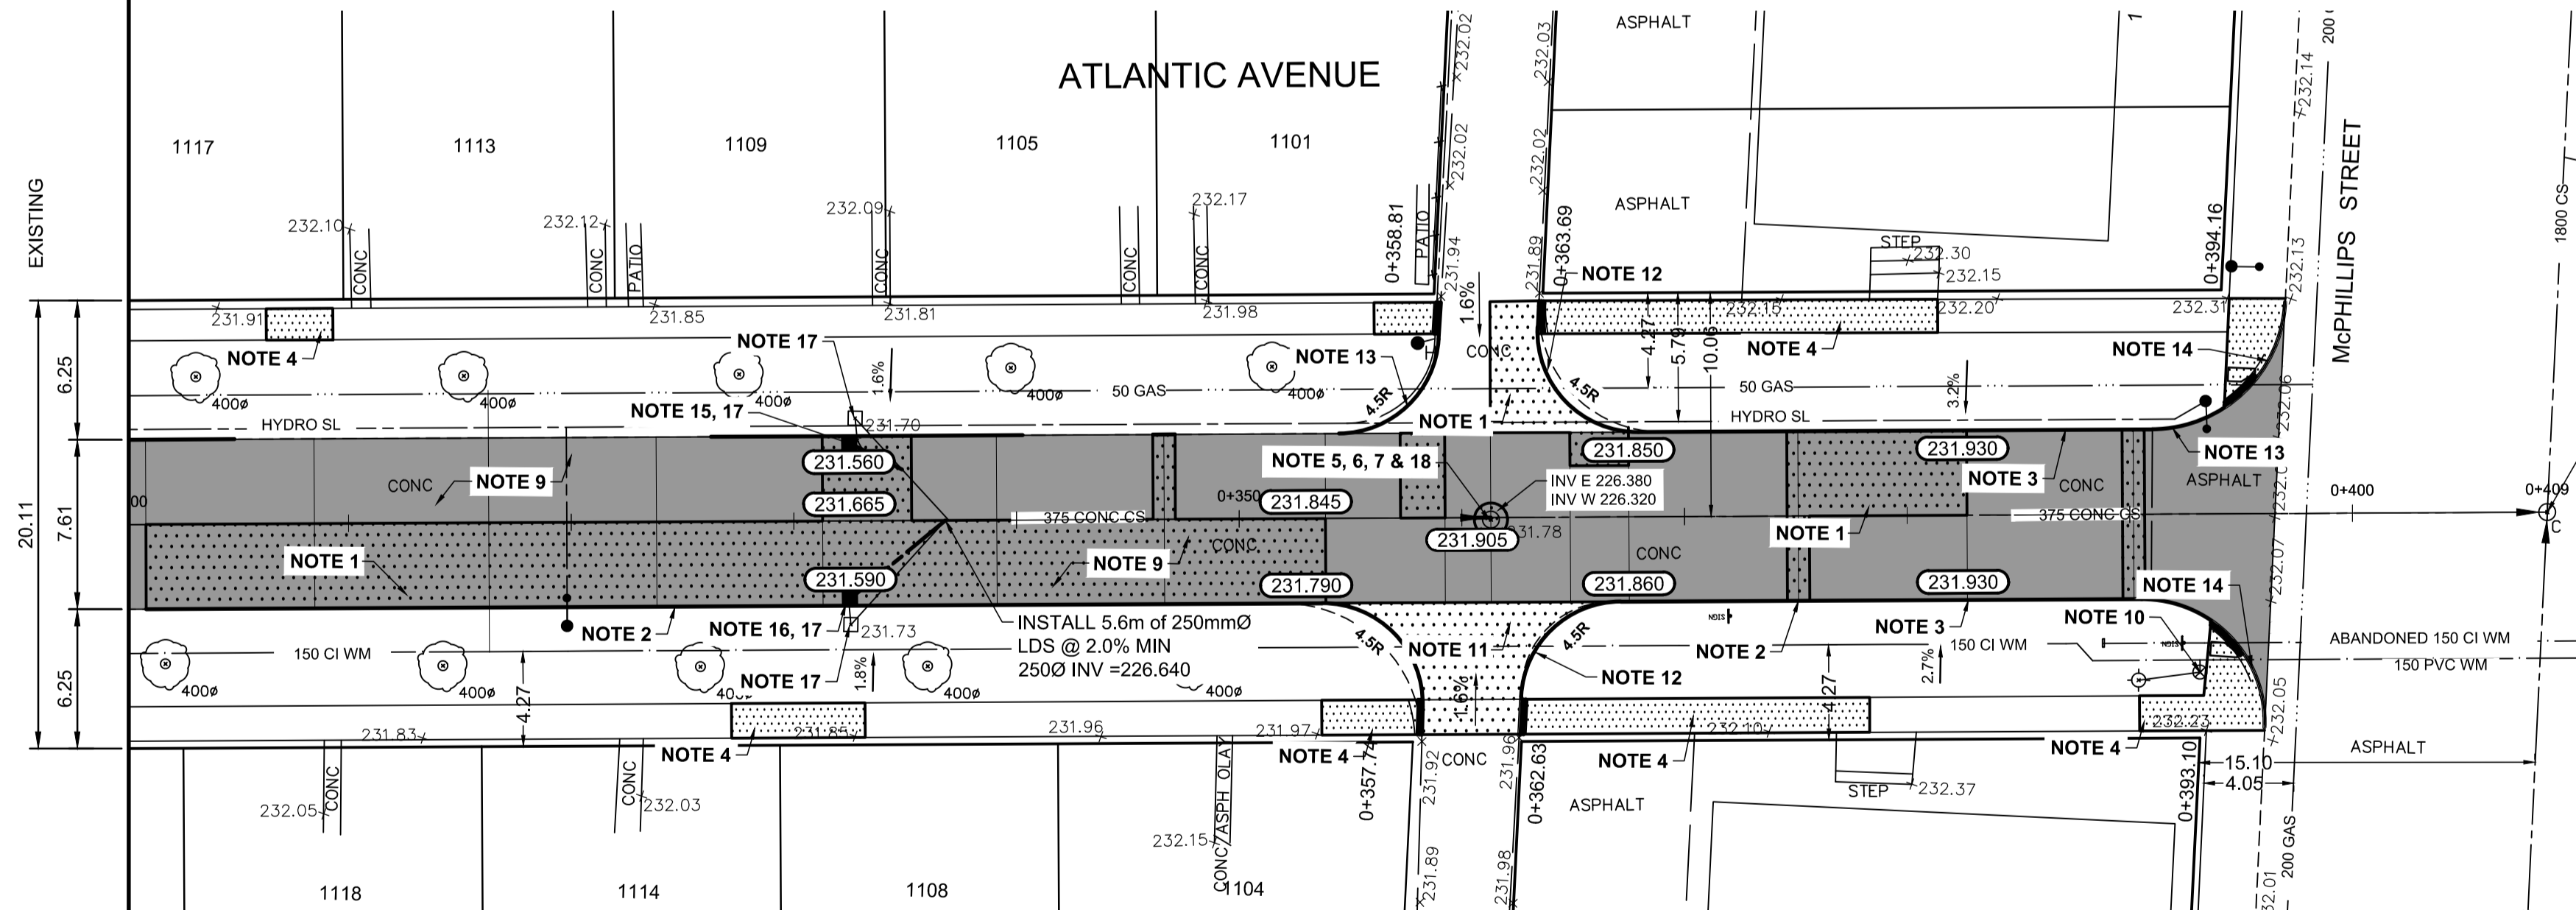 ATLANTIC AVENUE
McPHILLIPS STREET
EXISTING
20.11
6.25
7.61
6.25
1117
1113
1109
1105
1101
ASPHALT
ASPHALT
232.02
232.02
232.03
232.02
232.14
232.13
200
1800 CS
232.10
CONC
232.12
CONC
PATIO
232.09
CONC
CONC
232.17
CONC
0+358.81
PATIO
231.94
231.89
0+363.69
NOTE 12
STEP
232.30
232.15
0+394.16
231.91
231.85
231.81
231.98
1.6%
232.15
232.20
232.31
NOTE 4
NOTE 17
NOTE 13
CONC
4.27
5.79
10.06
NOTE 4
NOTE 14
400ø
400ø
400ø
400ø
1.6%
50 GAS
4.5R
4.5R
50 GAS
3.2%
232.06
HYDRO SL
NOTE 15, 17
231.70
NOTE 1
HYDRO SL
NOTE 13
231.560
NOTE 5, 6, 7 & 18
231.850
231.930
NOTE 3
CONC
ASPHALT
CONC
NOTE 9
INV E 226.380
INV W 226.320
00
231.665
0+350
231.845
0+400
0+409
375 CONC CS
231.905
231.78
NOTE 1
375 CONC CS
C
CONC
CONC
NOTE 1
NOTE 9
231.590
231.790
231.860
231.930
NOTE 14
232.07
NOTE 2
NOTE 16, 17
231.73
INSTALL 5.6m of 250mmØ
LDS @ 2.0% MIN
250Ø INV =226.640
4.5R
NOTE 11
4.5R
SIGN
NOTE 2
NOTE 3
NOTE 10
150 CI WM
150 CI WM
SIGN
ABANDONED 150 CI WM
150 PVC WM
400ø
400ø
NOTE 17
1.8%
400ø
400ø
1.6%
NOTE 12
4.27
4.27
2.7%
232.05
231.83
231.85
231.96
231.97
232.10
232.23
NOTE 4
NOTE 4
NOTE 4
NOTE 4
CONC
231.92
231.96
0+357.74
0+362.63
0+393.10
15.10
4.05
ASPHALT
CONC
232.05
CONC
232.03
CONC/ASPH OLAY
232.15
ASPHALT
STEP
232.37
231.89
231.98
200 GAS
1118
1114
1108
1104